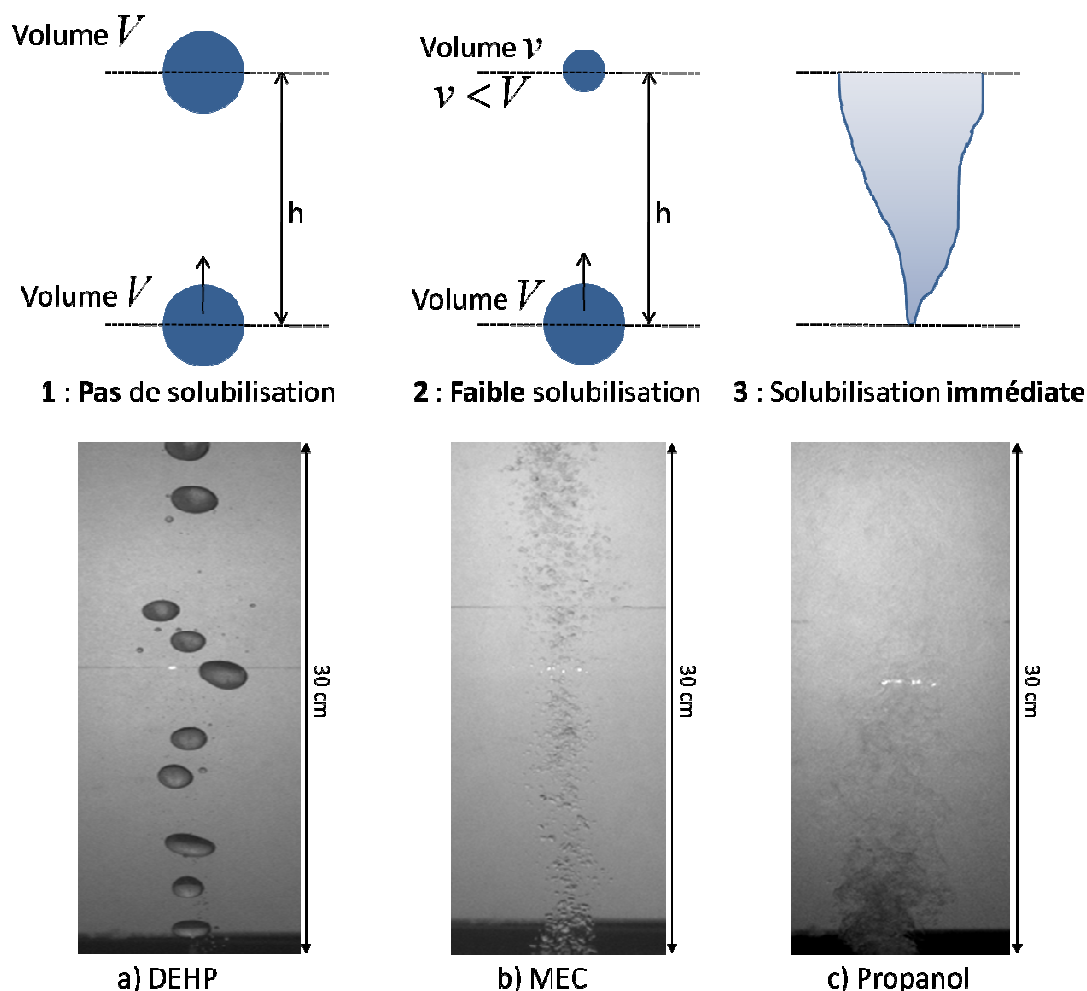 Volume V
Volume v
v < V
h
h
Volume V
Volume V
1 : Pas de solubilisation
2 : Faible solubilisation
3 : Solubilisation immédiate
30 cm
30 cm
30 cm
a) DEHP
b) MEC
c) Propanol